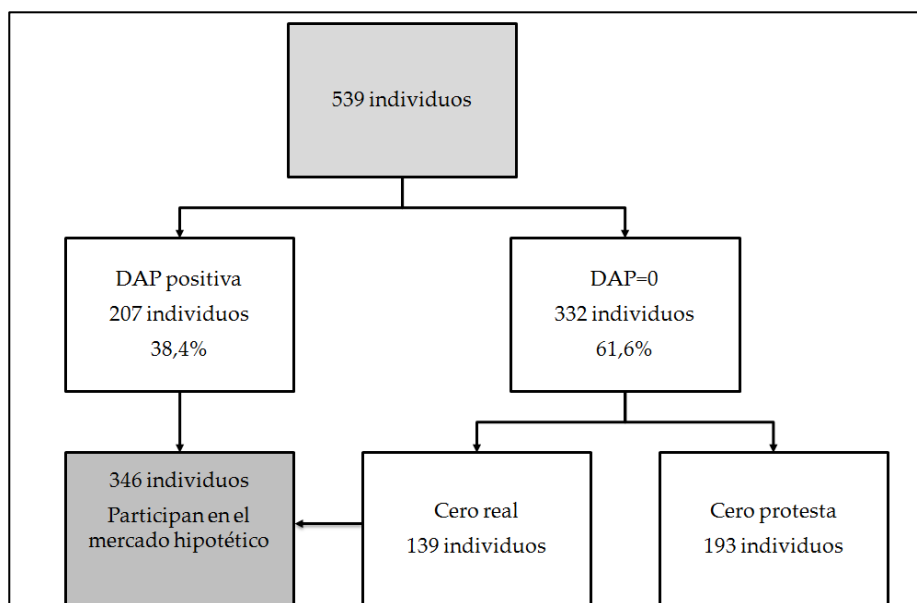 539 individuos
DAP positiva
207 individuos
38,4%
DAP=0
332 individuos
61,6%
346 individuos
Participan en el
mercado hipotético
Cero real
139 individuos
Cero protesta
193 individuos